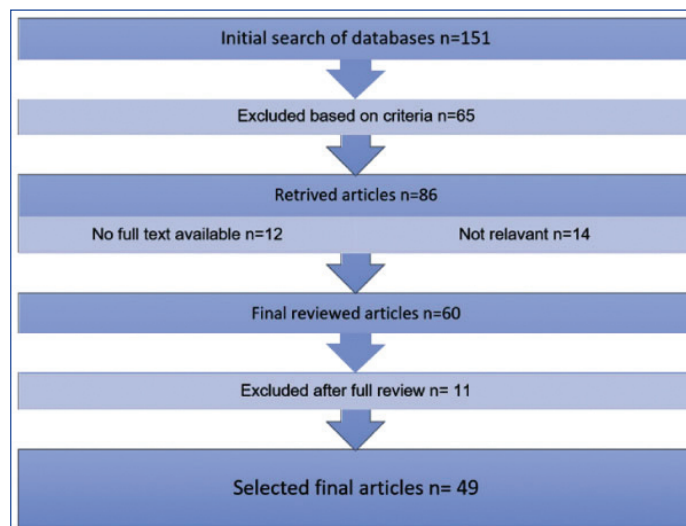 Initial search of databases n=151
Excluded based on criteria n=65
Retrived articles n=86
No full text available n=12
Not relavant n=14
Final reviewed articles n=60
Excluded after full review n= 11
Selected final articles n= 49